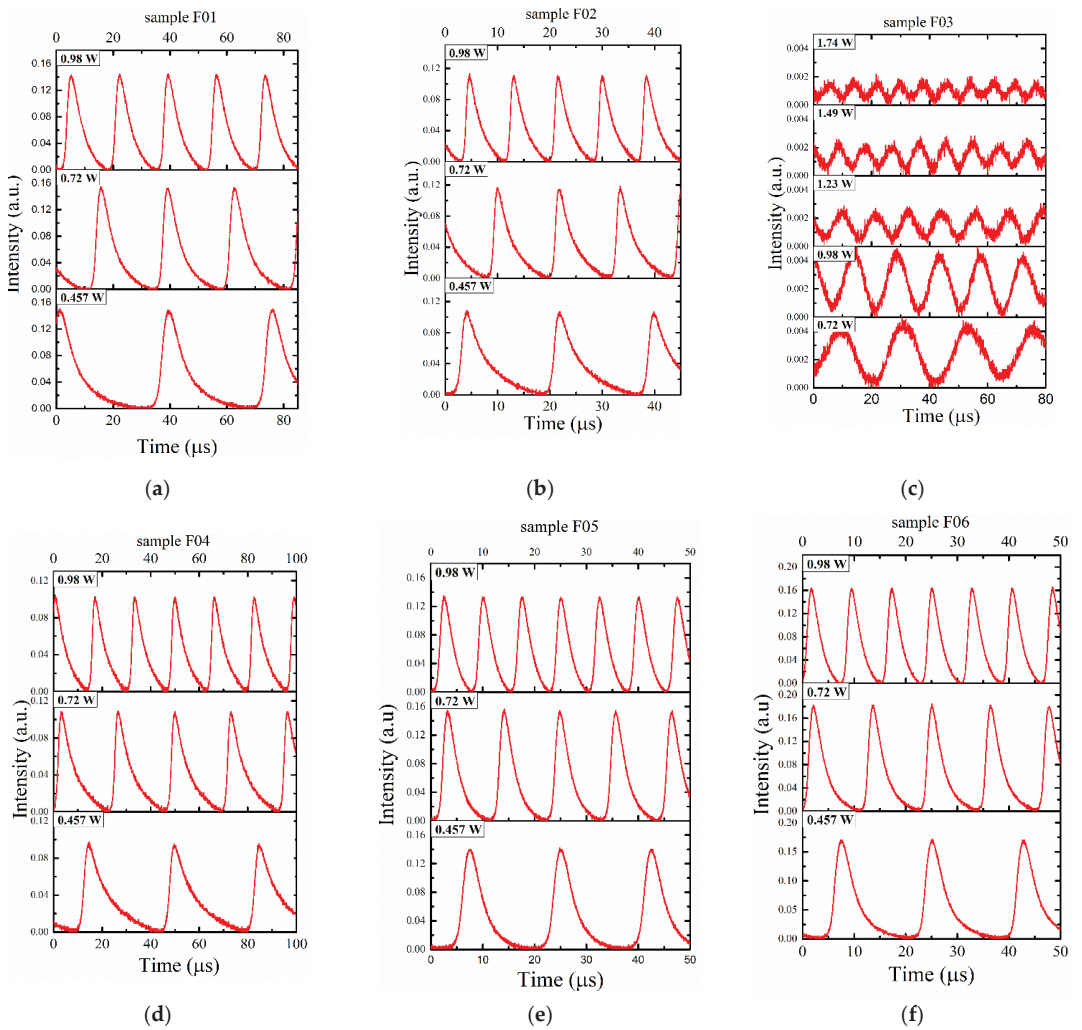 sample F01
0 20 40 60 80
0.98 W
0.16
0.12
0.08
0.04
0.00
0.72 W
0.16
0.12
0.08
0.04
0.00
0.457 W
0.16
0.12
0.08
0.04
0.00
0 20 40 60 80
Intensity (a.u.)
Time (μs)
(a)
sample F02
0 10 20 30 40
0.98 W
0.12
0.08
0.04
0.00
0.72 W
0.12
0.08
0.04
0.00
0.457 W
0.12
0.08
0.04
0.00
0 10 20 30 40
Intensity (a.u.)
Time (μs)
(b)
sample F03
1.74 W
0.004
0.002
0.000
1.49 W
0.004
0.002
0.000
1.23 W
0.004
0.002
0.000
0.98 W
0.004
0.002
0.000
0.72 W
0.004
0.002
0.000
0 20 40 60 80
Intensity (a.u.)
Time (μs)
(c)
sample F04
0 20 40 60 80 100
0.98 W
0.12
0.08
0.04
0.00
0.72 W
0.12
0.08
0.04
0.00
0.457 W
0.12
0.08
0.04
0.00
0 20 40 60 80 100
Intensity (a.u.)
Time (μs)
(d)
sample F05
0 10 20 30 40 50
0.98 W
0.16
0.12
0.08
0.04
0.00
0.72 W
0.16
0.12
0.08
0.04
0.00
0.457 W
0.16
0.12
0.08
0.04
0.00
0 10 20 30 40 50
Intensity (a.u)
Time (μs)
(e)
sample F06
0 10 20 30 40 50
0.98 W
0.20
0.16
0.12
0.08
0.04
0.00
0.72 W
0.20
0.15
0.10
0.05
0.00
0.457 W
0.20
0.15
0.10
0.05
0.00
0 10 20 30 40 50
Intensity (a.u)
Time (μs)
(f)